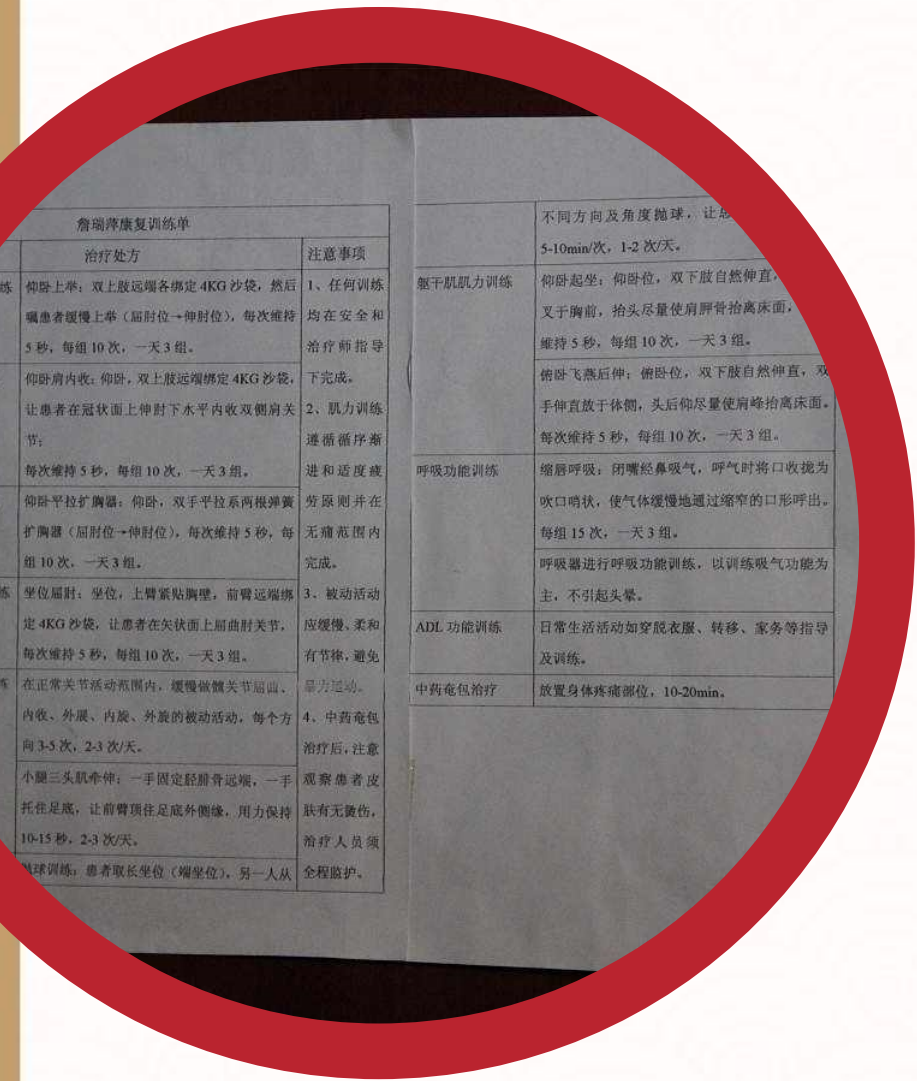 詹瑞萍康复训练单
治疗处方
注意事项
练
仰卧上举：双上肢远端各绑定 4KG 沙袋，然后
嘱患者缓慢上举（屈肘位→伸肘位），每次维持
5 秒，每组 10 次，一天 3 组。
仰卧肩内收：仰卧，双上肢远端绑定 4KG 沙袋，
让患者在冠状面上伸肘下水平内收双侧肩关
节；
每次维持 5 秒，每组 10 次，一天 3 组。
仰卧平拉扩胸器：仰卧，双手平拉系两根弹簧
扩胸器（屈肘位→伸肘位），每次维持 5 秒，每
组 10 次，一天 3 组。
练
坐位屈肘：坐位，上臂紧贴胸壁，前臂远端绑
定 4KG 沙袋，让患者在矢状面上屈曲肘关节，
每次维持 5 秒，每组 10 次，一天 3 组。
练
在正常关节活动范围内，缓慢做髋关节屈曲、
内收、外展、内旋、外旋的被动活动，每个方
向 3-5 次，2-3 次/天。
小腿三头肌牵伸：一手固定胫腓骨远端，一手
托住足底，让前臂顶住足底外侧缘，用力保持
10-15 秒，2-3 次/天。
球训练：患者取长坐位（端坐位），另一人从
1、任何训练
均在安全和
治疗师指导
下完成。
2、肌力训练
遵循循序渐
进和适度疲
劳原则并在
无痛范围内
完成。
3、被动活动
应缓慢、柔和
有节律，避免
暴力运动。
4、中药奄包
治疗后，注意
观察患者皮
肤有无烫伤，
治疗人员须
全程监护。
不同方向及角度抛球，让
5-10min/次，1-2 次/天。
躯干肌肌力训练
仰卧起坐：仰卧位，双下肢自然伸直，
叉于胸前，抬头尽量使肩胛骨抬离床面，
维持 5 秒，每组 10 次，一天 3 组。
俯卧飞燕后伸：俯卧位，双下肢自然伸直，双
手伸直放于体侧，头后仰尽量使肩峰抬离床面。
每次维持 5 秒，每组 10 次，一天 3 组。
呼吸功能训练
缩唇呼吸：闭嘴经鼻吸气，呼气时将口收拢为
吹口哨状，使气体缓慢地通过缩窄的口形呼出。
每组 15 次，一天 3 组。
呼吸器进行呼吸功能训练，以训练吸气功能为
主，不引起头晕。
ADL 功能训练
日常生活活动如穿脱衣服、转移、家务等指导
及训练。
中药奄包治疗
放置身体疼痛部位，10-20min。